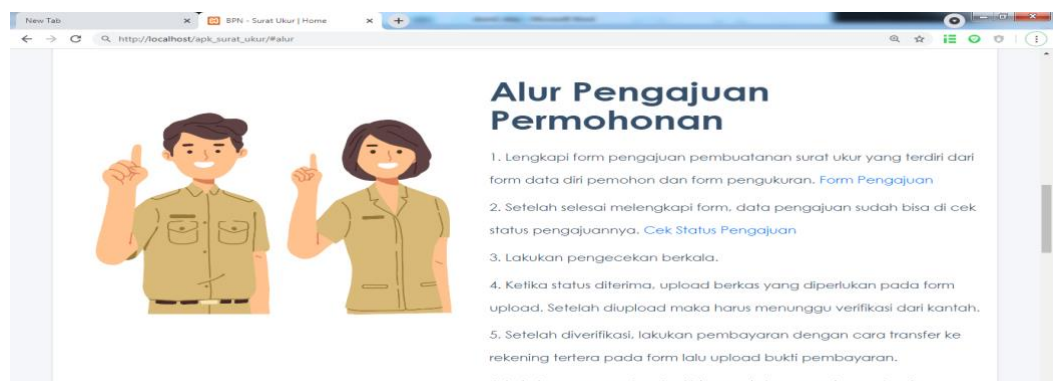 New Tab
BPN - Surat Ukur | Home
http://localhost/apk_surat_ukur/#alur
Alur Pengajuan
Permohonan
1. Lengkapi form pengajuan pembuatanan surat ukur yang terdiri dari
form data diri pemohon dan form pengukuran. Form Pengajuan
2. Setelah selesai melengkapi form, data pengajuan sudah bisa di cek
status pengajuannya. Cek Status Pengajuan
3. Lakukan pengecekan berkala.
4. Ketika status diterima, upload berkas yang diperlukan pada form
upload. Setelah diupload maka harus menunggu verifikasi dari kantah.
5. Setelah diverifikasi, lakukan pembayaran dengan cara transfer ke
rekening tertera pada form lalu upload bukti pembayaran.